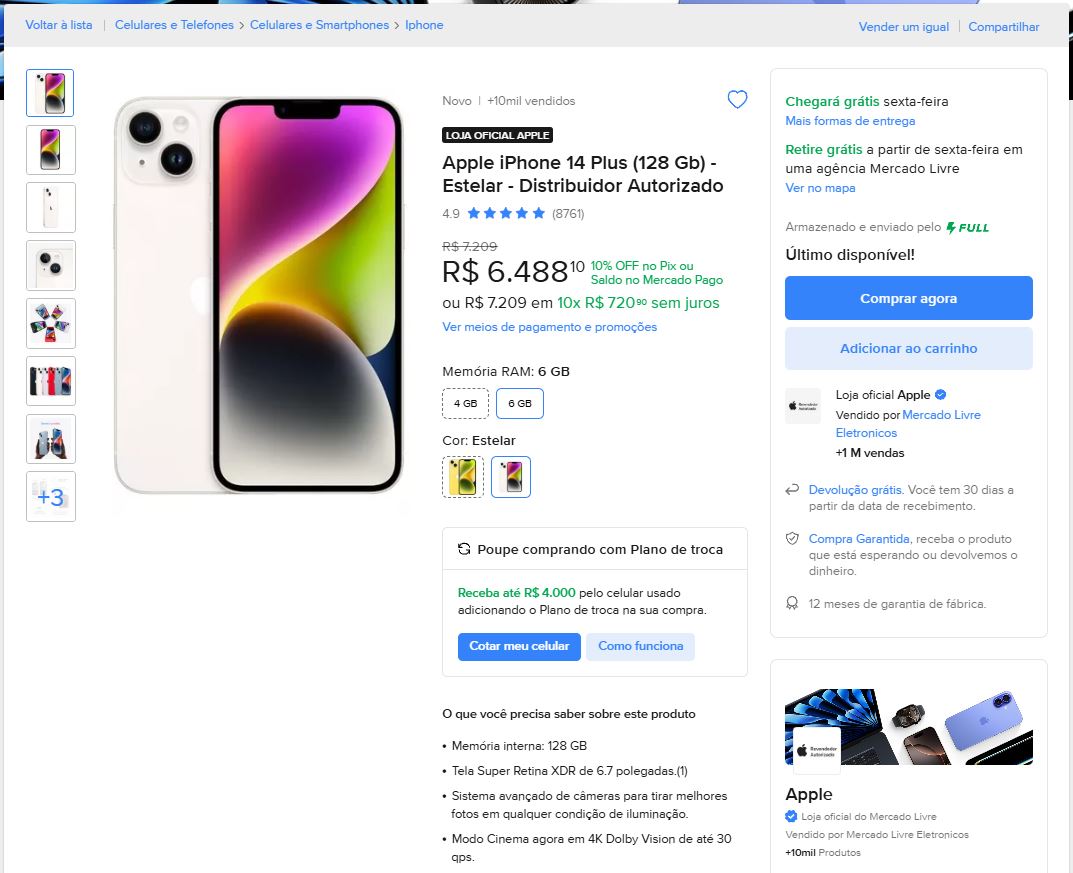 Voltar à lista | Celulares e Telefones > Celulares e Smartphones > Iphone
Vender um igual | Compartilhar
+3
Novo | +10mil vendidos
LOJA OFICIAL APPLE
Apple iPhone 14 Plus (128 Gb) -
Estelar - Distribuidor Autorizado
4.9 (8761)
R$ 7.209
R$ 6.48810 10% OFF no Pix ou
Saldo no Mercado Pago
ou R$ 7.209 em 10x R$ 72090 sem juros
Ver meios de pagamento e promoções
Memória RAM: 6 GB
4 GB 6 GB
Cor: Estelar
Poupe comprando com Plano de troca
Receba até R$ 4.000 pelo celular usado
adicionando o Plano de troca na sua compra.
Cotar meu celular Como funciona
O que você precisa saber sobre este produto
• Memória interna: 128 GB
• Tela Super Retina XDR de 6.7 polegadas.(1)
• Sistema avançado de câmeras para tirar melhores
fotos em qualquer condição de iluminação.
• Modo Cinema agora em 4K Dolby Vision de até 30
qps.
Chegará grátis sexta-feira
Mais formas de entrega
Retire grátis a partir de sexta-feira em
uma agência Mercado Livre
Ver no mapa
Armazenado e enviado pelo FULL
Último disponível!
Comprar agora
Adicionar ao carrinho
Revendedor
Autorizado
Loja oficial Apple
Vendido por Mercado Livre
Eletronicos
+1 M vendas
Devolução grátis. Você tem 30 dias a
partir da data de recebimento.
Compra Garantida, receba o produto
que está esperando ou devolvemos o
dinheiro.
12 meses de garantia de fábrica.
Revendedor
Autorizado
Apple
Loja oficial do Mercado Livre
Vendido por Mercado Livre Eletronicos
+10mil Produtos